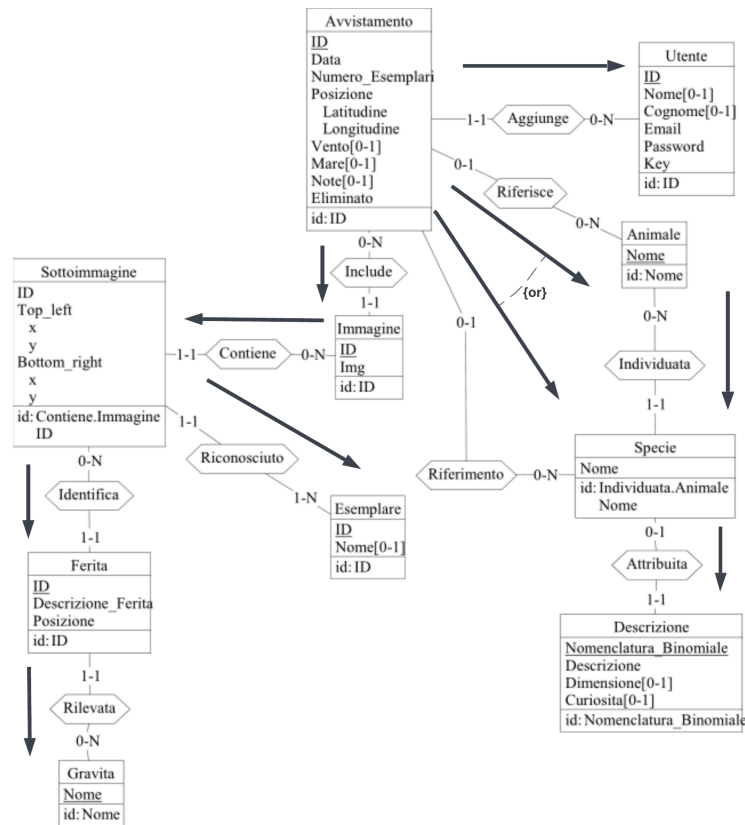 Avvistamento
ID
Data
Numero_Esemplari
Posizione
Latitudine
Longitudine
Vento[0-1]
Mare[0-1]
Note[0-1]
Eliminato
id: ID
1-1
Aggiunge
0-N
Utente
ID
Nome[0-1]
Cognome[0-1]
Email
Password
Key
id: ID
0-1
Riferisce
0-N
Animale
Nome
id: Nome
0-N
Include
1-1
{or}
0-1
Sottoimmagine
ID
Top_left
x
y
Bottom_right
x
y
id: Contiene.Immagine
ID
1-1
Contiene
0-N
Immagine
ID
Img
id: ID
0-N
Individuata
1-1
1-1
Riconosciuto
1-N
Riferimento
0-N
Specie
Nome
id: Individuata.Animale
Nome
0-N
Identifica
1-1
Esemplare
ID
Nome[0-1]
id: ID
0-1
Attribuita
1-1
Ferita
ID
Descrizione_Ferita
Posizione
id: ID
Descrizione
Nomenclatura_Binomiale
Descrizione
Dimensione[0-1]
Curiosita[0-1]
id: Nomenclatura_Binomiale
1-1
Rilevata
0-N
Gravita
Nome
id: Nome